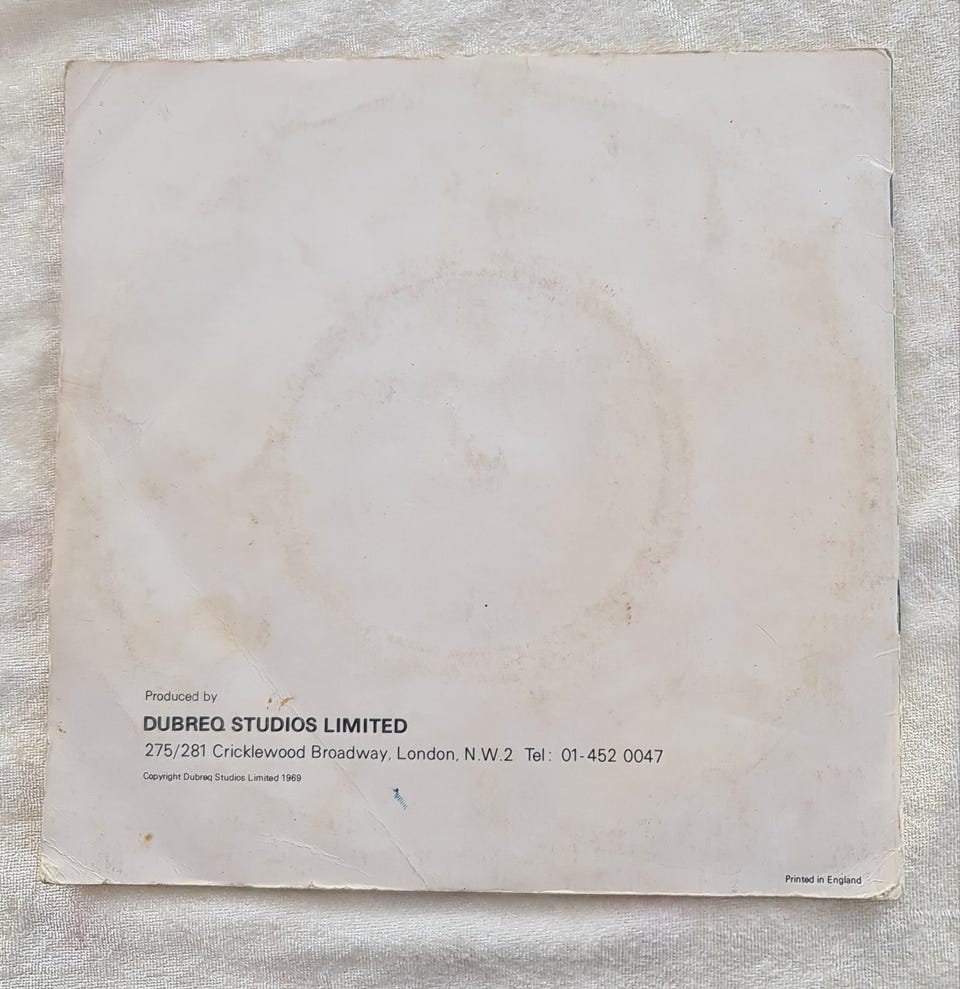 Produced by
DUBREQ STUDIOS LIMITED
275/281 Cricklewood Broadway, London, N.W.2 Tel: 01-452 0047
Copyright Dubreq Studios Limited 1969
Printed in England